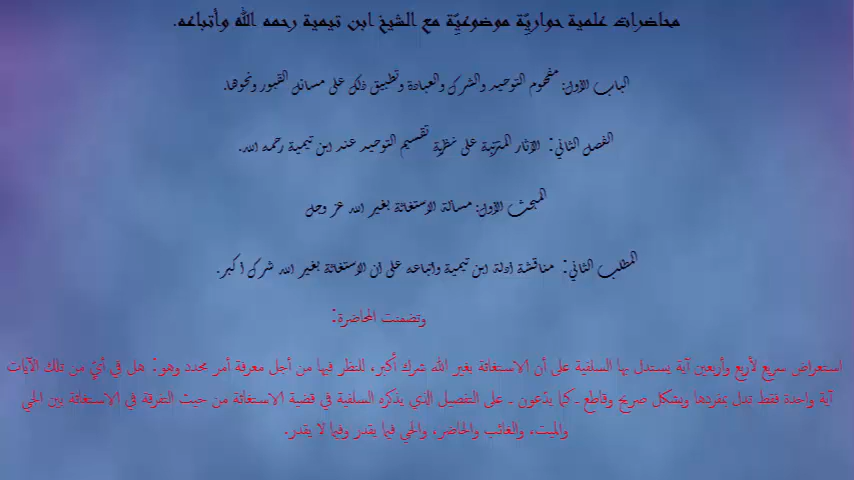 محاضرات علمية حواريّة موضوعيّة مع الشيخ ابن تيمية رحمه الله وأتباعه.
الباب الأول: مفهوم التوحيد والشرك والعبادة وتطبيق ذلك على مسائل القبور ونحوها.
الفصل الثاني: الآثار المترتبة على نظرية تقسيم التوحيد عند ابن تيمية رحمه الله.
المبحث الأول: مسألة الاستغاثة بغير الله عز وجل
المطلب الثاني: مناقشة أدلة ابن تيمية وأتباعه على أن الاستغاثة بغير الله شرك أكبر.
وتضمنت المحاضرة:
استعراض سريع لأربع وأربعين آية يستدل بها السلفية على أن الاستغاثة بغير الله شرك أكبر، للنظر فيها من أجل معرفة أمر محدد وهو: هل في أيّ من تلك الآيات
آية واحدة فقط تدل بمفردها وبشكل صريح وقاطع ـ كما يدّعون ـ على التفصيل الذي يذكره السلفية في قضية الاستغاثة من حيث التفرقة في الاستغاثة بين الحي
والميت، والغائب والحاضر، والحي فيما يقدر وفيما لا يقدر.